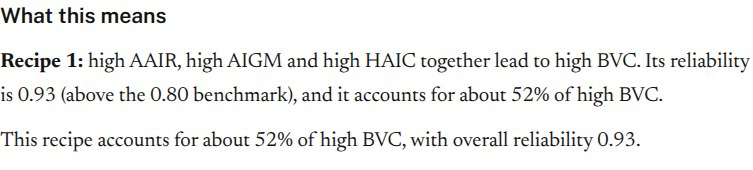 What this means
Recipe 1: high AAIR, high AIGM and high HAIC together lead to high BVC. Its reliability
is 0.93 (above the 0.80 benchmark), and it accounts for about 52% of high BVC.
This recipe accounts for about 52% of high BVC, with overall reliability 0.93.